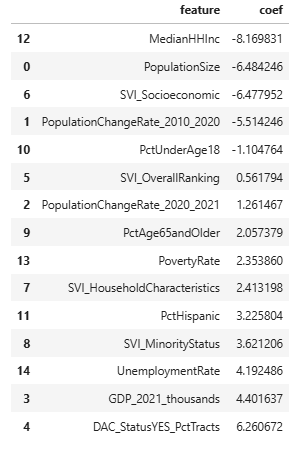 feature coef
12 MedianHHInc -8.169831
0 PopulationSize -6.484246
6 SVI_Socioeconomic -6.477952
1 PopulationChangeRate_2010_2020 -5.514246
10 PctUnderAge18 -1.104764
5 SVI_OverallRanking 0.561794
2 PopulationChangeRate_2020_2021 1.261467
9 PctAge65andOlder 2.057379
13 PovertyRate 2.353860
7 SVI_HouseholdCharacteristics 2.413198
11 PctHispanic 3.225804
8 SVI_MinorityStatus 3.621206
14 UnemploymentRate 4.192486
3 GDP_2021_thousands 4.401637
4 DAC_StatusYES_PctTracts 6.260672